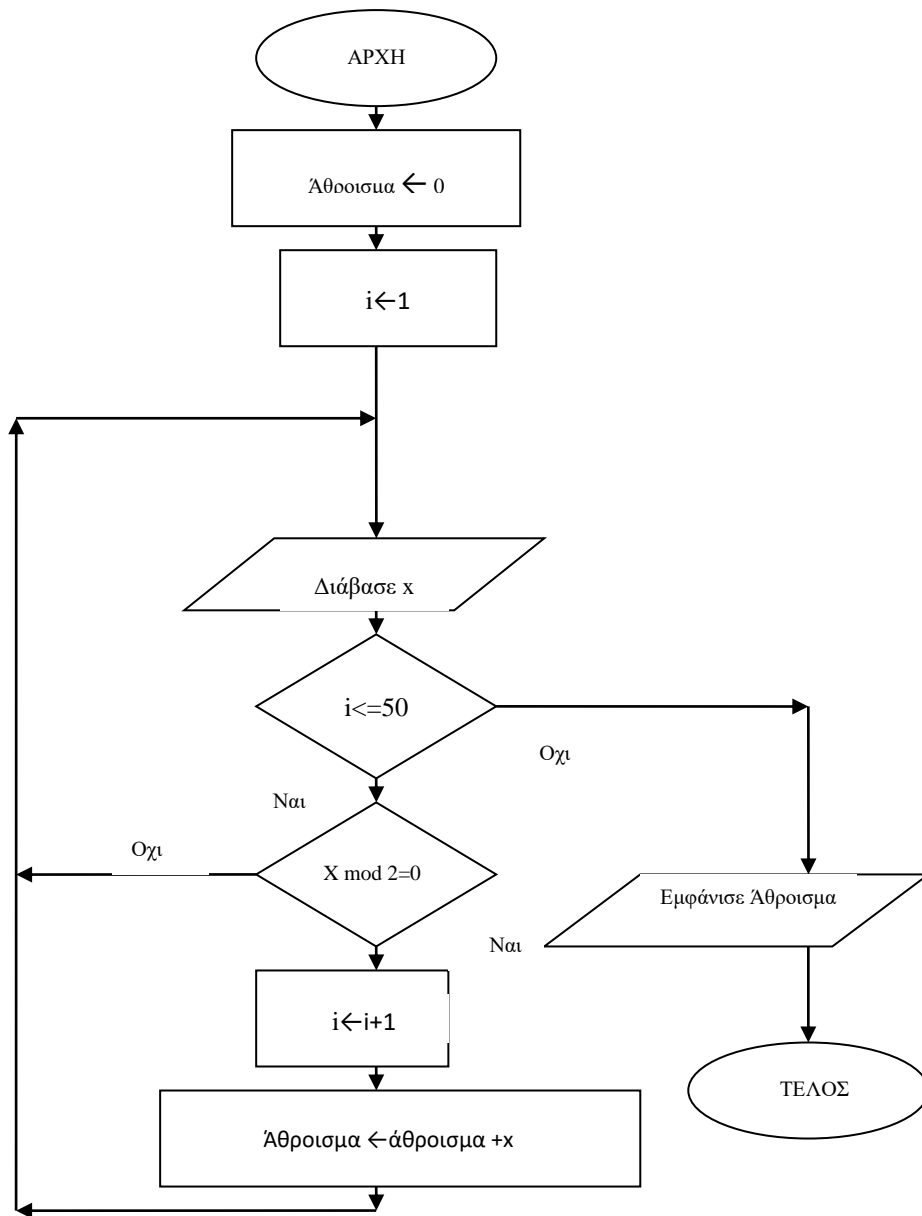 ΑΡΧΗ
Άθροισμα ← 0
i←1
Διάβασε x
i<=50
Οχι
Ναι
Οχι
X mod 2=0
Εμφάνισε Άθροισμα
Ναι
i←i+1
ΤΕΛΟΣ
Άθροισμα ←άθροισμα +x